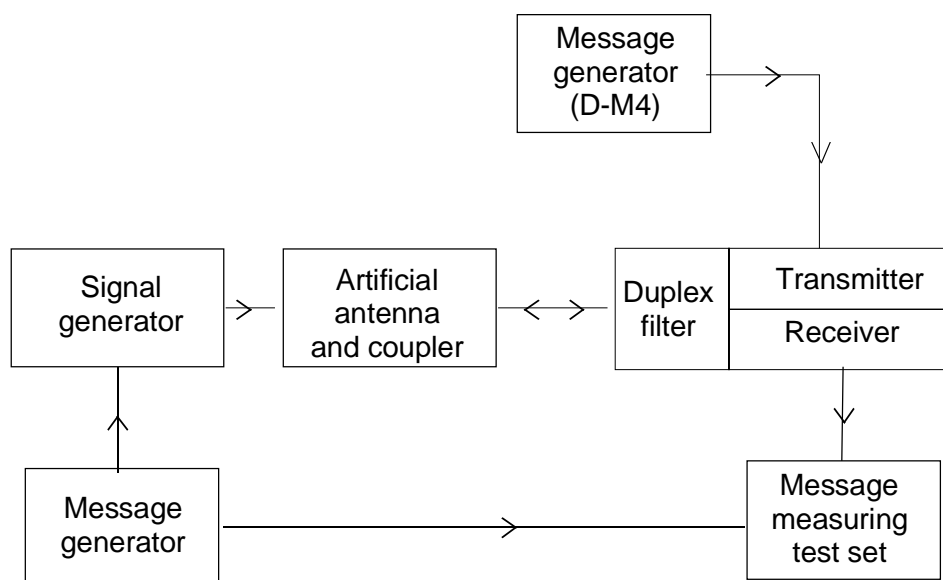 Message
generator
(D-M4)
Signal
generator
Artificial
antenna
and coupler
Duplex
filter
Transmitter
Receiver
Message
generator
Message
measuring
test set